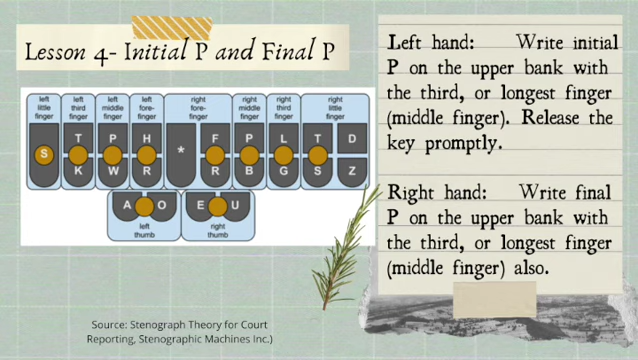 Lesson 4- Initial P and Final P
left little finger
left third finger
left middle finger
left fore- finger
right fore- finger
right middle finger
right third finger
right little finger
S T P H * F P L T D
K W R R B G S Z
A O E U
left thumb
right thumb
Left hand: Write initial
P on the upper bank with
the third, or longest finger
(middle finger). Release the
key promptly.
Right hand: Write final
P on the upper bank with
the third, or longest finger
(middle finger) also.
Source: Stenograph Theory for Court
Reporting, Stenographic Machines Inc.)